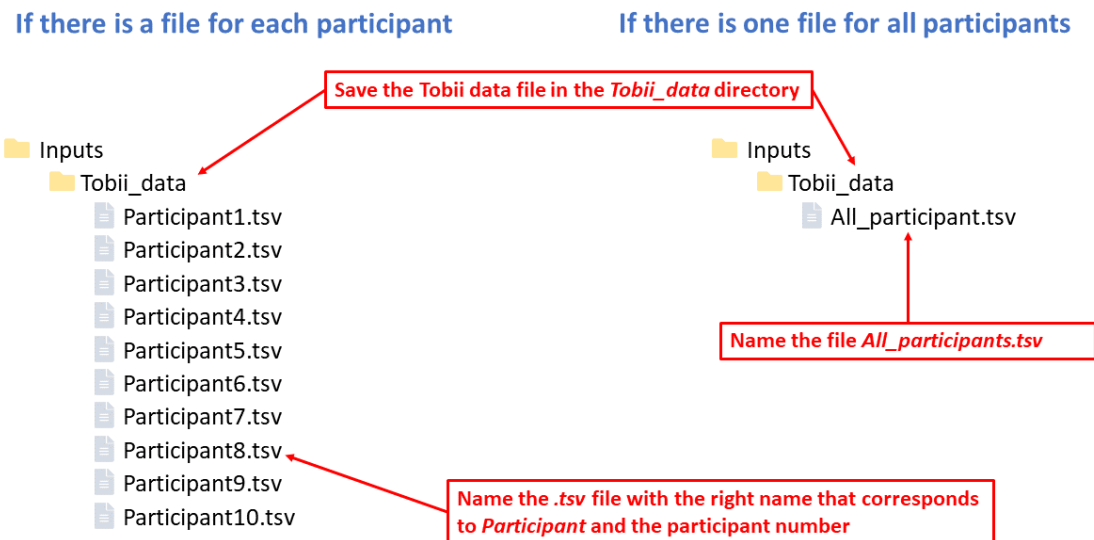 If there is a file for each participant
If there is one file for all participants
Save the Tobii data file in the Tobii_data directory
Inputs
Tobii_data
Participant1.tsv
Participant2.tsv
Participant3.tsv
Participant4.tsv
Participant5.tsv
Participant6.tsv
Participant7.tsv
Participant8.tsv
Participant9.tsv
Participant10.tsv
Name the .tsv file with the right name that corresponds
to Participant and the participant number
Inputs
Tobii_data
All_participant.tsv
Name the file All_participants.tsv